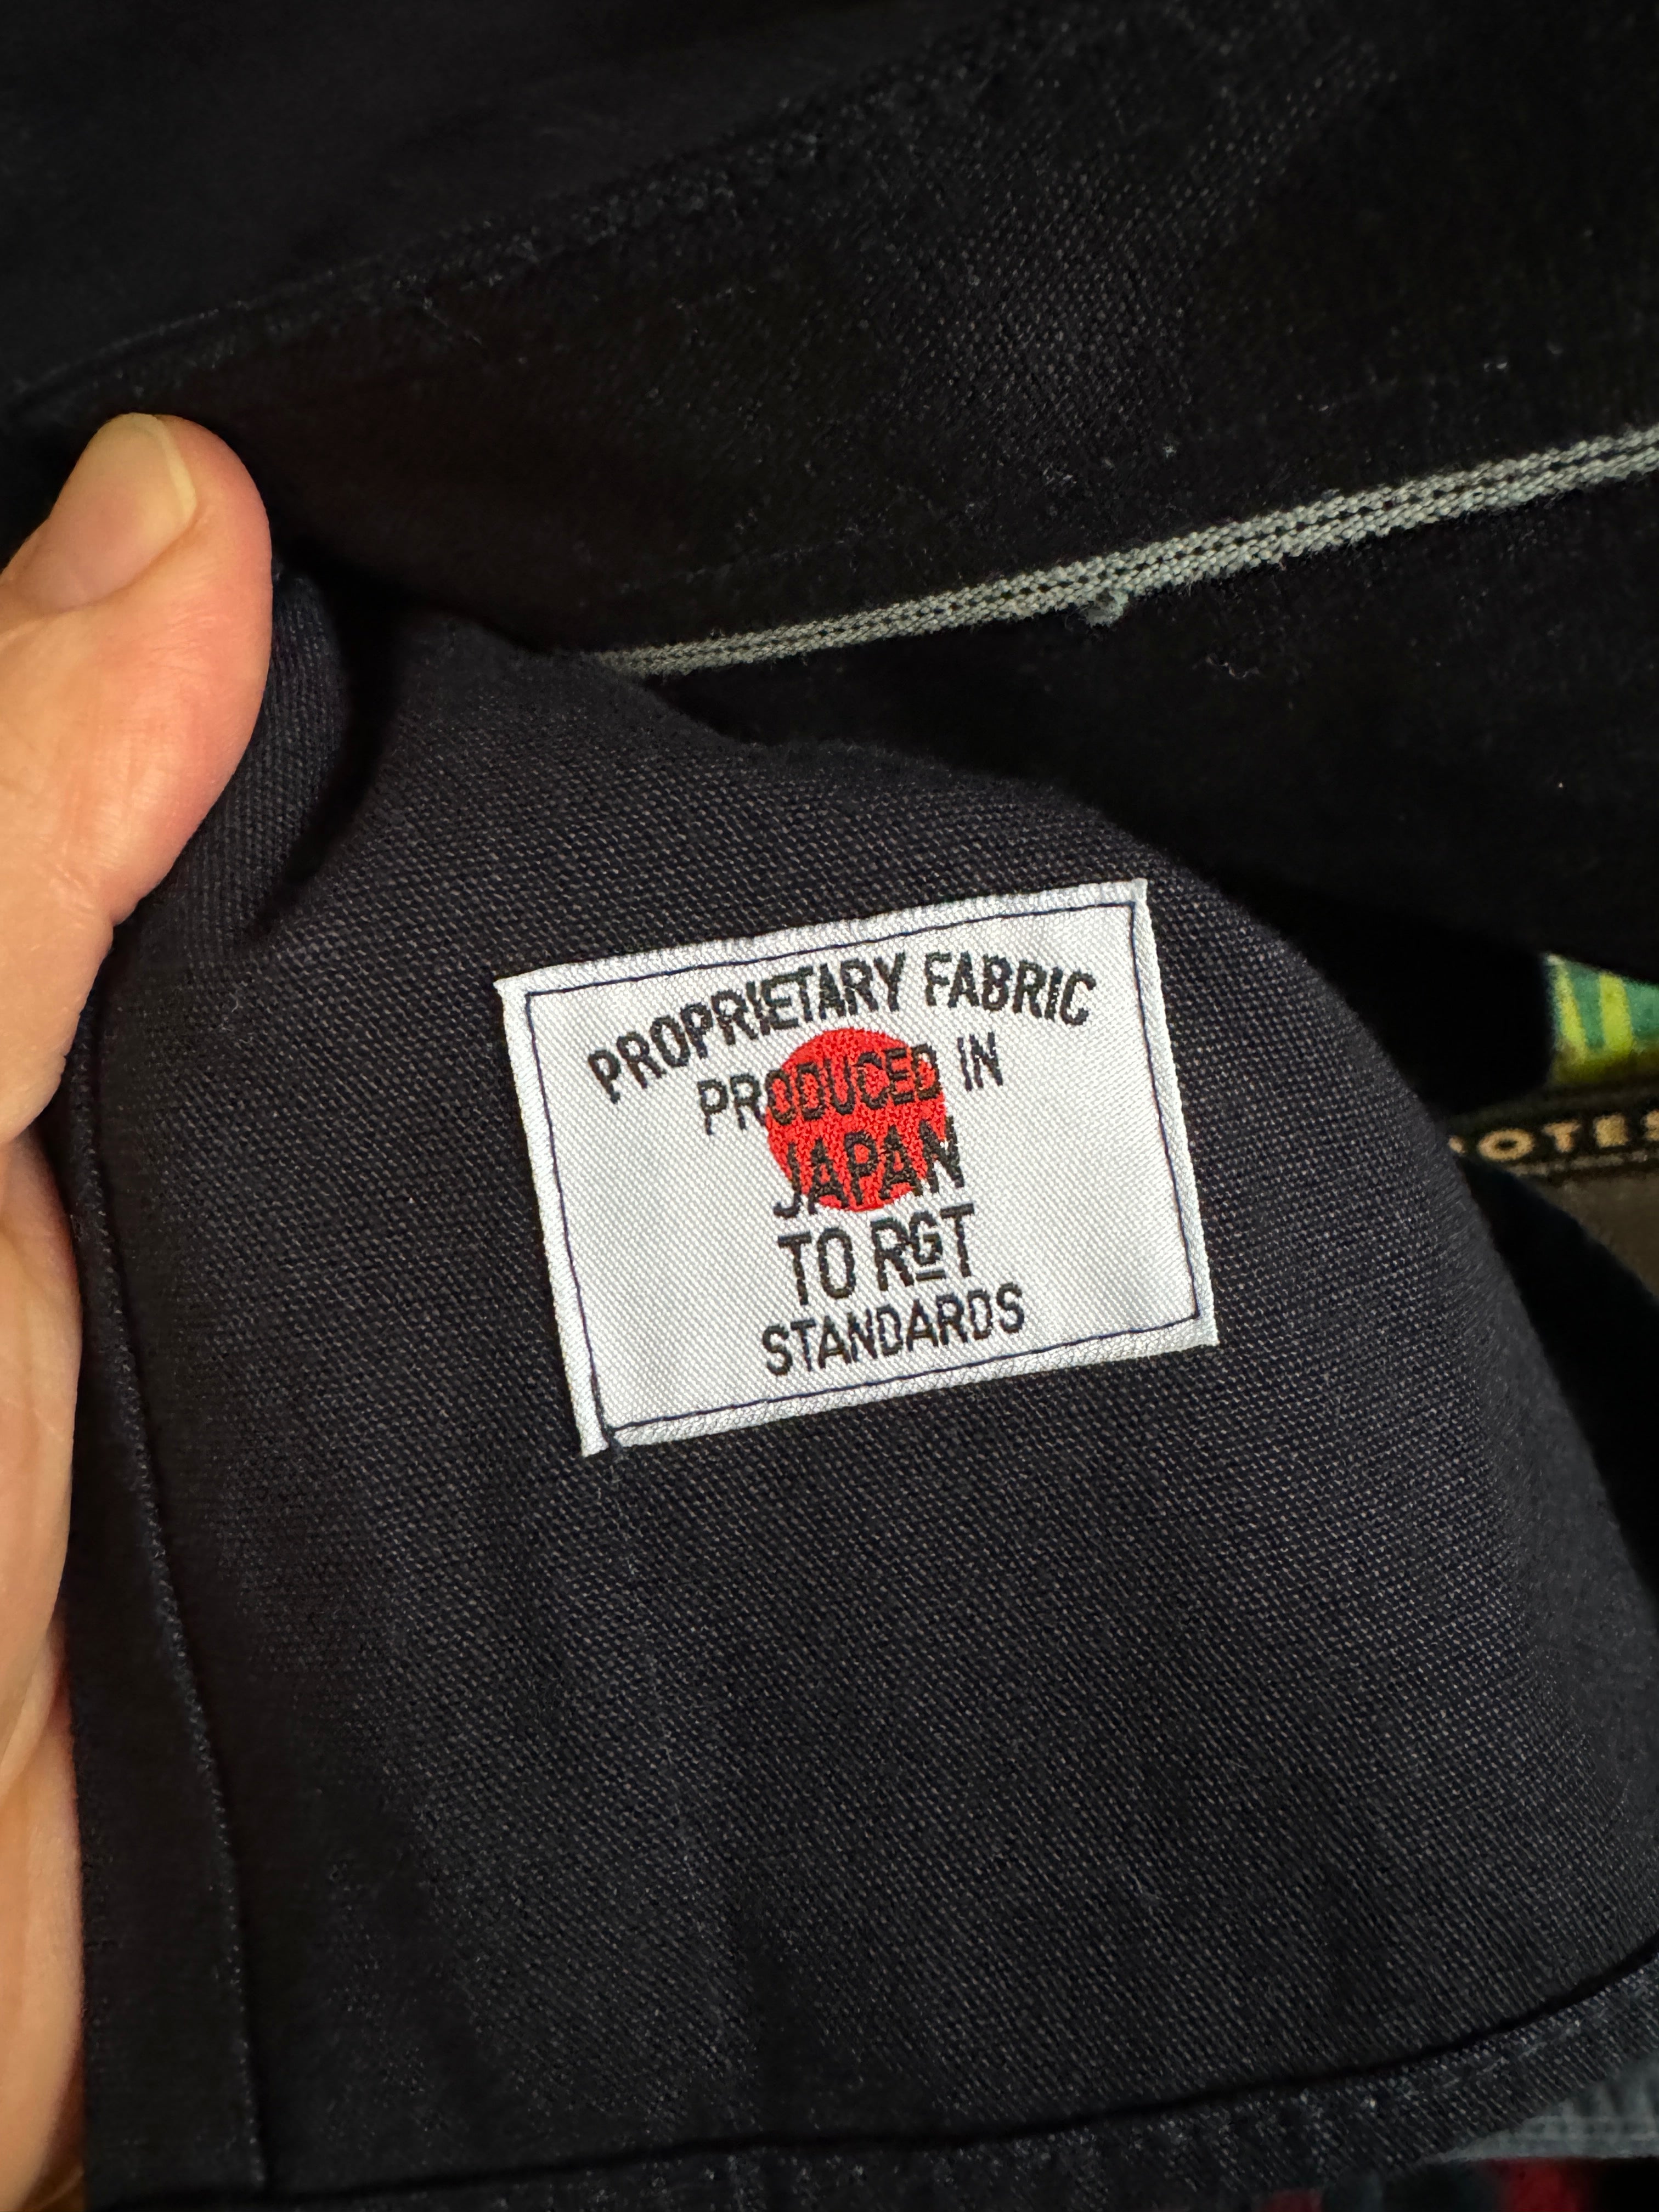 PROPRIETARY FABRIC
PRODUCED IN
JAPAN
TO RGT
STANDARDS